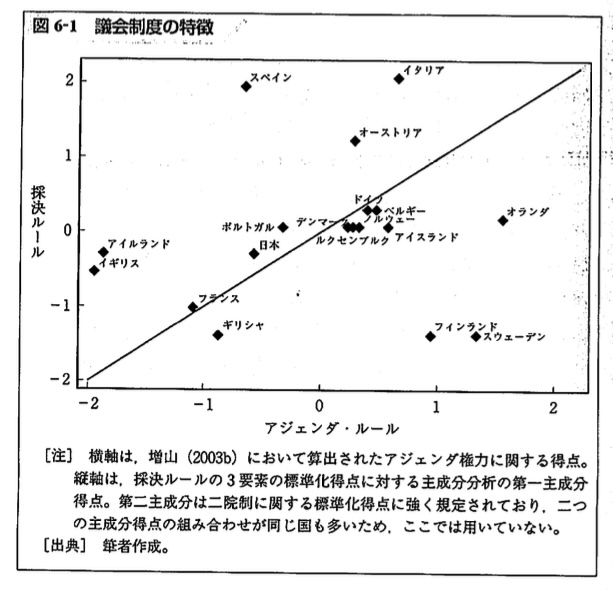 図6-1 議会制度の特徴
2
1
0
-1
-2
採決ルール
スペイン
イタリア
オーストリア
ドイツ
ベルギー
オランダ
ポルトガル
デンマーク
ノルウェー
日本
ルクセンブルク
アイスランド
アイルランド
イギリス
フランス
ギリシャ
フィンランド
スウェーデン
-2 -1 0 1 2
アジェンダ・ルール
［注］ 横軸は，増山（2003b）において算出されたアジェンダ権力に関する得点。
縦軸は，採決ルールの3要素の標準化得点に対する主成分分析の第一主成分
得点。第二主成分は二院制に関する標準化得点に強く規定されており，二つ
の主成分得点の組み合わせが同じ国も多いため，ここでは用いていない。
［出典］ 筆者作成。